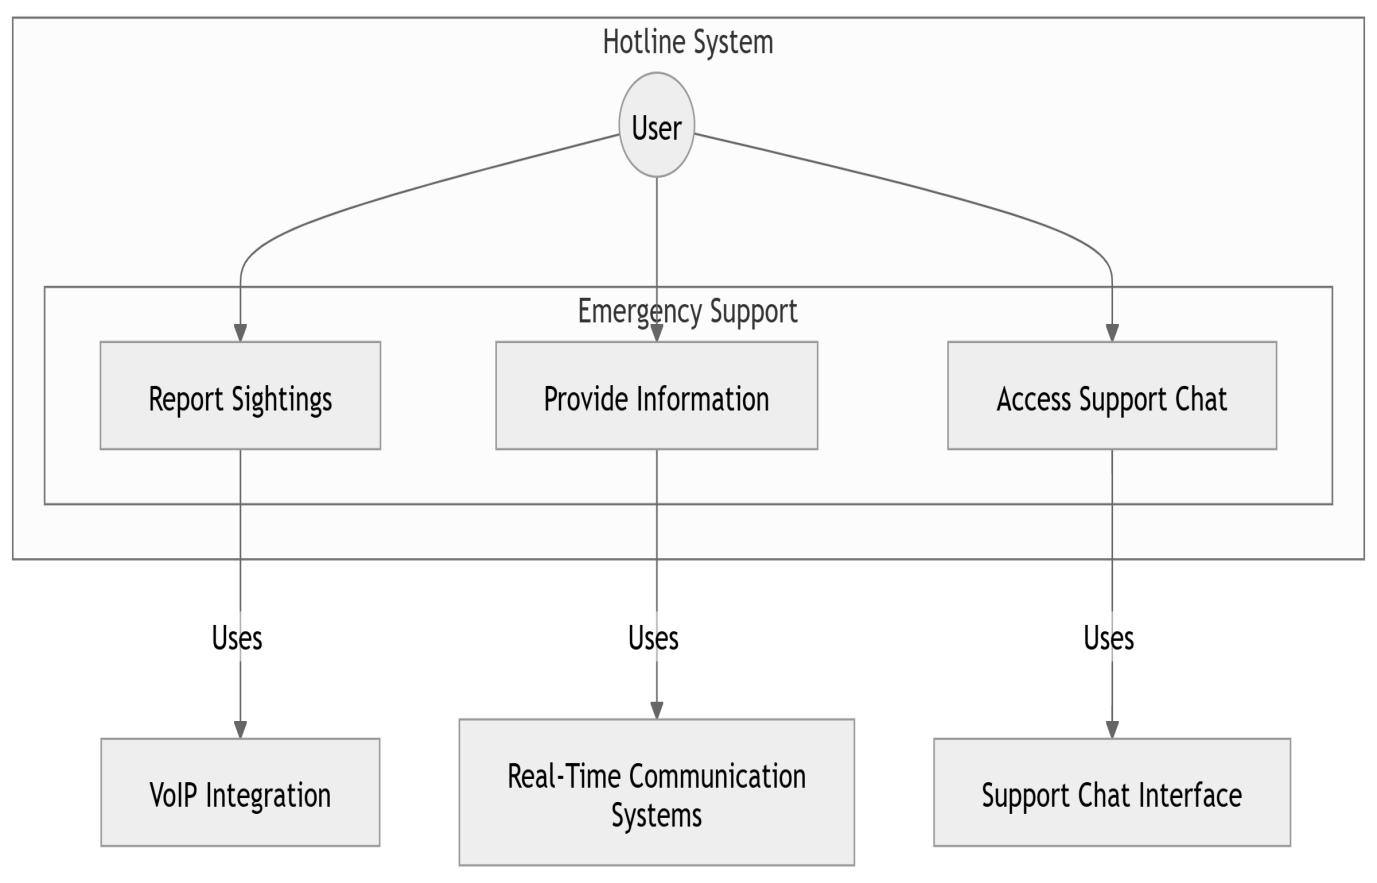 Hotline System
User
Emergency Support
Report Sightings
Provide Information
Access Support Chat
Uses
Uses
Uses
VoIP Integration
Real-Time Communication
Systems
Support Chat Interface